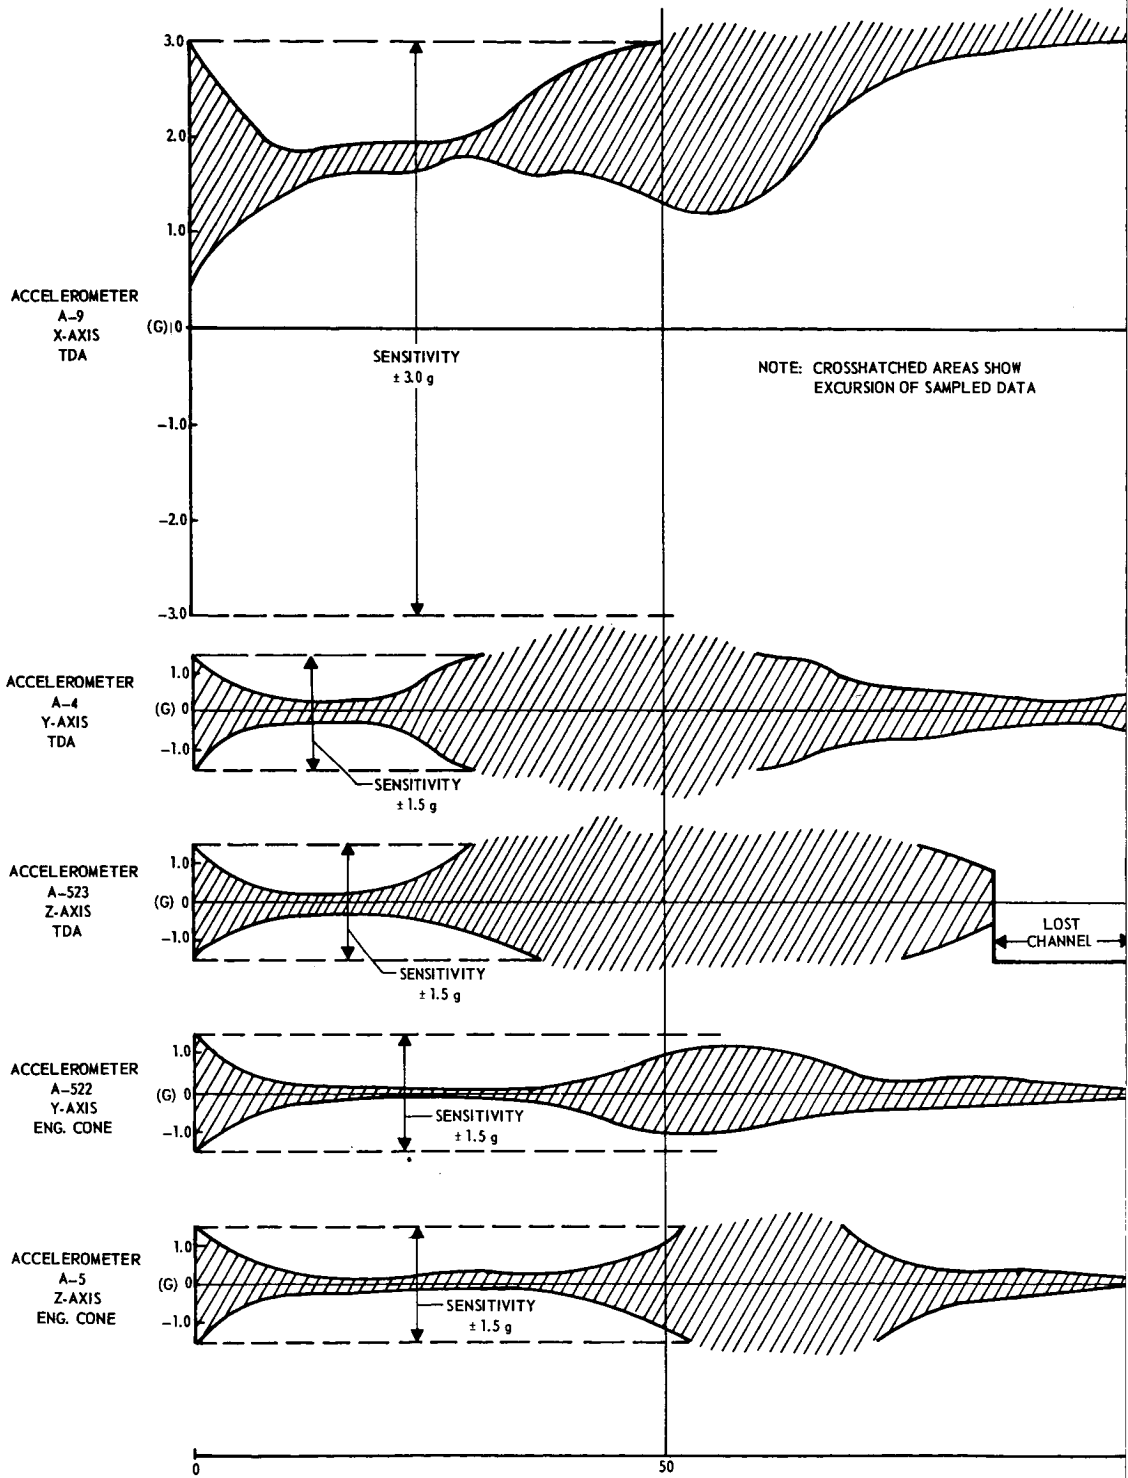 3.0
2.0
1.0
ACCELEROMETER
A-9
X-AXIS
TDA
(G) 0
SENSITIVITY
± 3.0 g
NOTE: CROSSHATCHED AREAS SHOW
EXCURSION OF SAMPLED DATA
-1.0
-2.0
-3.0
1.0
ACCELEROMETER
A-4
Y-AXIS
TDA
(G) 0
-1.0
SENSITIVITY
± 1.5 g
1.0
ACCELEROMETER
A-523
Z-AXIS
TDA
(G) 0
-1.0
LOST
CHANNEL
SENSITIVITY
± 1.5 g
1.0
ACCELEROMETER
A-522
Y-AXIS
ENG. CONE
(G) 0
-1.0
SENSITIVITY
± 1.5 g
1.0
ACCELEROMETER
A-5
Z-AXIS
ENG. CONE
(G) 0
-1.0
SENSITIVITY
± 1.5 g
0
50